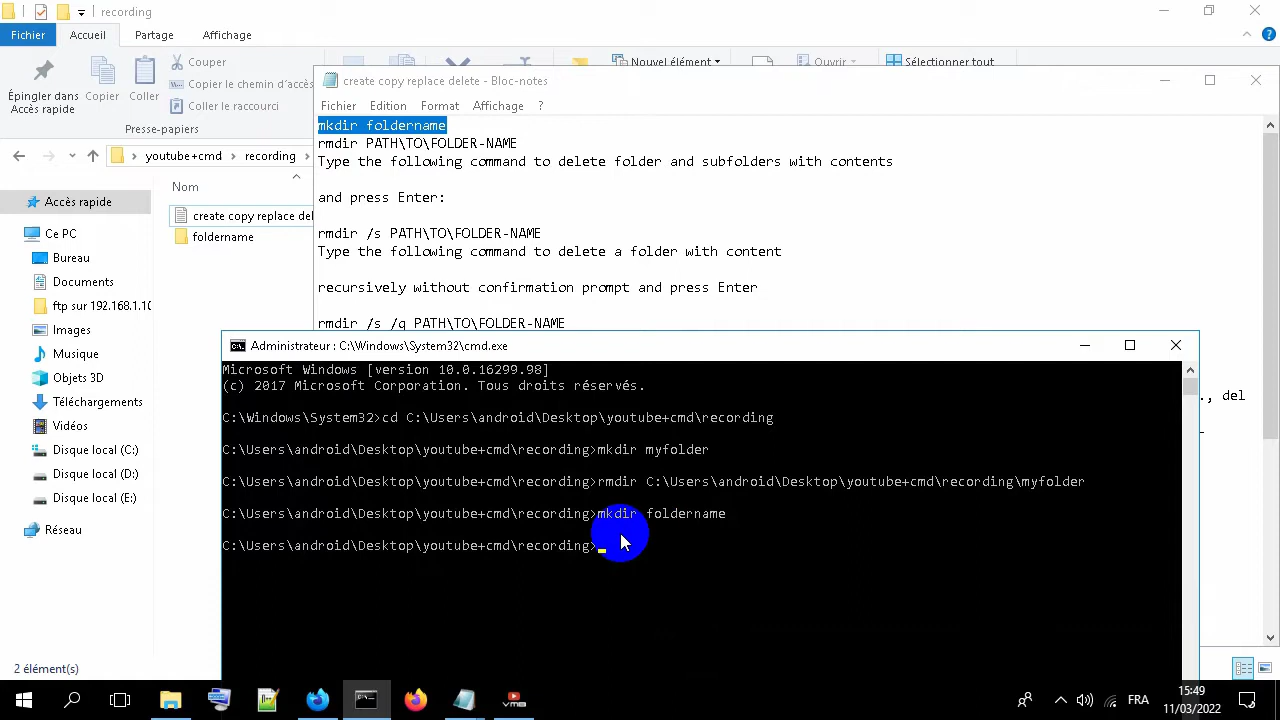 recording
Fichier
Accueil
Partage
Affichage
Épingler dans
Accès rapide
Copier
Coller
Couper
Copier le chemin d'accès
Coller le raccourci
Presse-papiers
Nouvel élément
Ouvrir
Sélectionner tout
youtube+cmd
recording
Nom
create copy replace del
foldername
Accès rapide
Ce PC
Bureau
Documents
ftp sur 192.168.1.10
Images
Musique
Objets 3D
Téléchargements
Vidéos
Disque local (C:)
Disque local (D:)
Disque local (E:)
Réseau
2 élément(s)
create copy replace delete - Bloc-notes
Fichier Edition Format Affichage ?
mkdir foldername
rmdir PATH\TO\FOLDER-NAME
Type the following command to delete folder and subfolders with contents
and press Enter:
rmdir /s PATH\TO\FOLDER-NAME
Type the following command to delete a folder with content
recursively without confirmation prompt and press Enter
rmdir /s /q PATH\TO\FOLDER-NAME
., del
Administrateur : C:\Windows\System32\cmd.exe
Microsoft Windows [version 10.0.16299.98]
(c) 2017 Microsoft Corporation. Tous droits réservés.
C:\Windows\System32>cd C:\Users\android\Desktop\youtube+cmd\recording
C:\Users\android\Desktop\youtube+cmd\recording>mkdir myfolder
C:\Users\android\Desktop\youtube+cmd\recording>rmdir C:\Users\android\Desktop\youtube+cmd\recording\myfolder
C:\Users\android\Desktop\youtube+cmd\recording>mkdir foldername
C:\Users\android\Desktop\youtube+cmd\recording>
FRA
15:49
11/03/2022